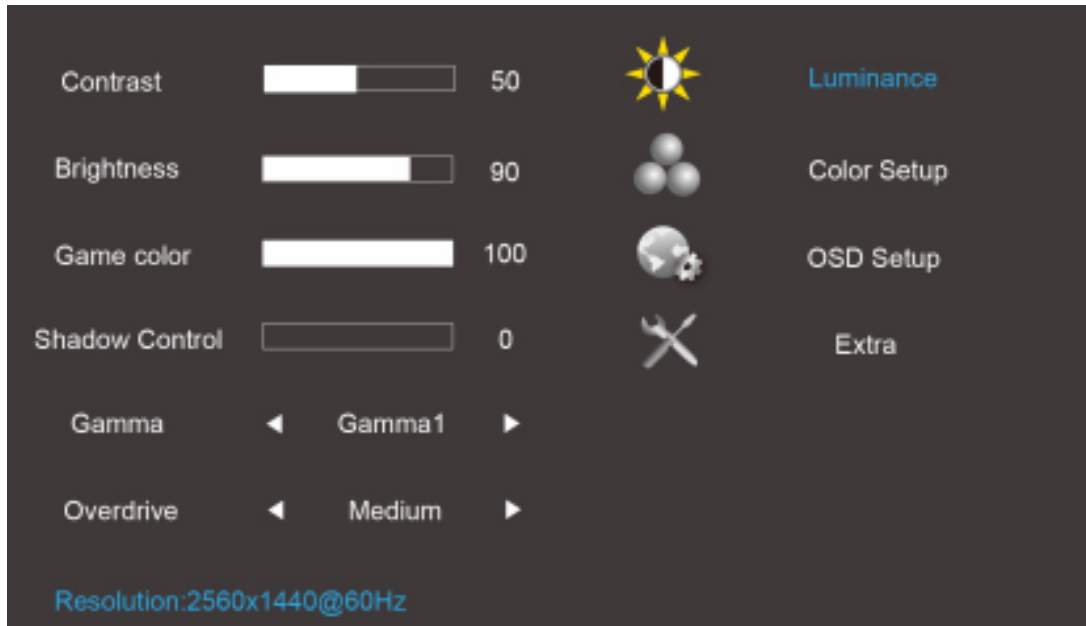 Contrast 50 Luminance
Brightness 90 Color Setup
Game color 100 OSD Setup
Shadow Control 0 Extra
Gamma Gamma1
Overdrive Medium
Resolution:2560x1440@60Hz